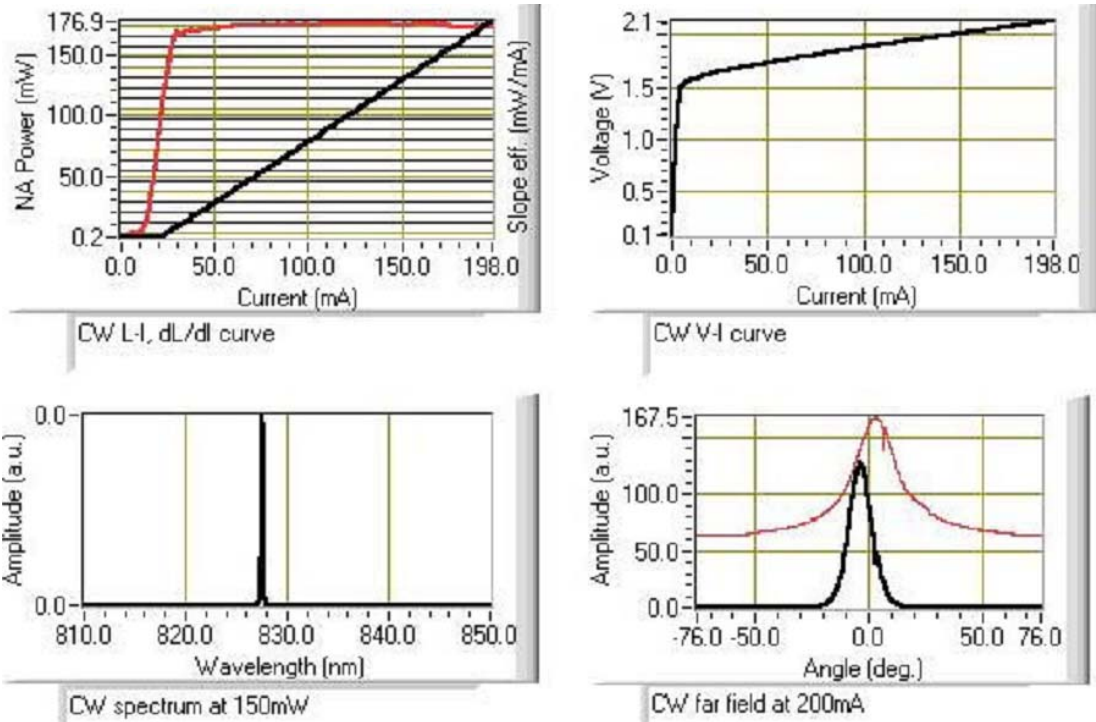 176.9
150.0
100.0
50.0
0.2
NA Power (mW)
Slope eff. (mW/mA)
0.0 50.0 100.0 150.0 198.0
Current (mA)
CW L-I, dL/dI curve
2.1
1.5
1.0
0.5
0.1
Voltage (V)
0.0 50.0 100.0 150.0 198.0
Current (mA)
CW V-I curve
0.0
0.0
Amplitude (a.u.)
810.0 820.0 830.0 840.0 850.0
Wavelength (nm)
CW spectrum at 150mW
167.5
100.0
50.0
0.0
Amplitude (a.u.)
-76.0 -50.0 0.0 50.0 76.0
Angle (deg.)
CW far field at 200mA